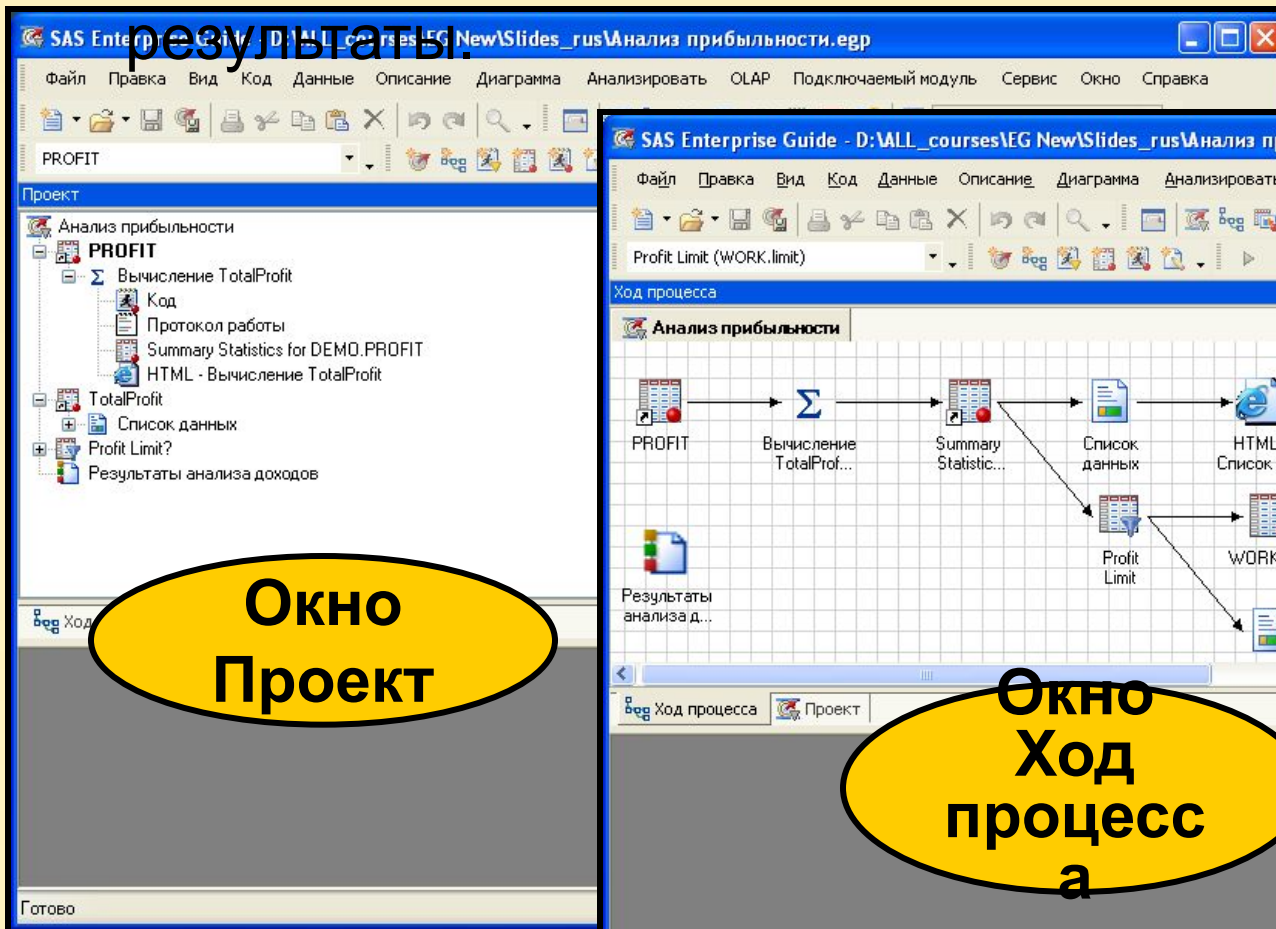 результаты.
SAS Enterprise Guide - D:\ALL_courses\EG New\Slides_rus\Анализ прибыльности.egp
Файл Правка Вид Код Данные Описание Диаграмма Анализировать OLAP Подключаемый модуль Сервис Окно Справка
PROFIT
Проект
Анализ прибыльности
PROFIT
Вычисление TotalProfit
Код
Протокол работы
Summary Statistics for DEMO.PROFIT
HTML - Вычисление TotalProfit
TotalProfit
Список данных
Profit Limit?
Результаты анализа доходов
Ход
Окно
Проект
Готово
SAS Enterprise Guide - D:\ALL_courses\EG New\Slides_rus\Анализ п
Файл Правка Вид Код Данные Описание Диаграмма Анализировать
Profit Limit (WORK.limit)
Ход процесса
Анализ прибыльности
PROFIT
Вычисление
TotalProf...
Summary
Statistic...
Список
данных
HTML
Список
Profit
Limit
WORK
Результаты
анализа д...
Ход процесса Проект
Окно
Ход
процесс
а